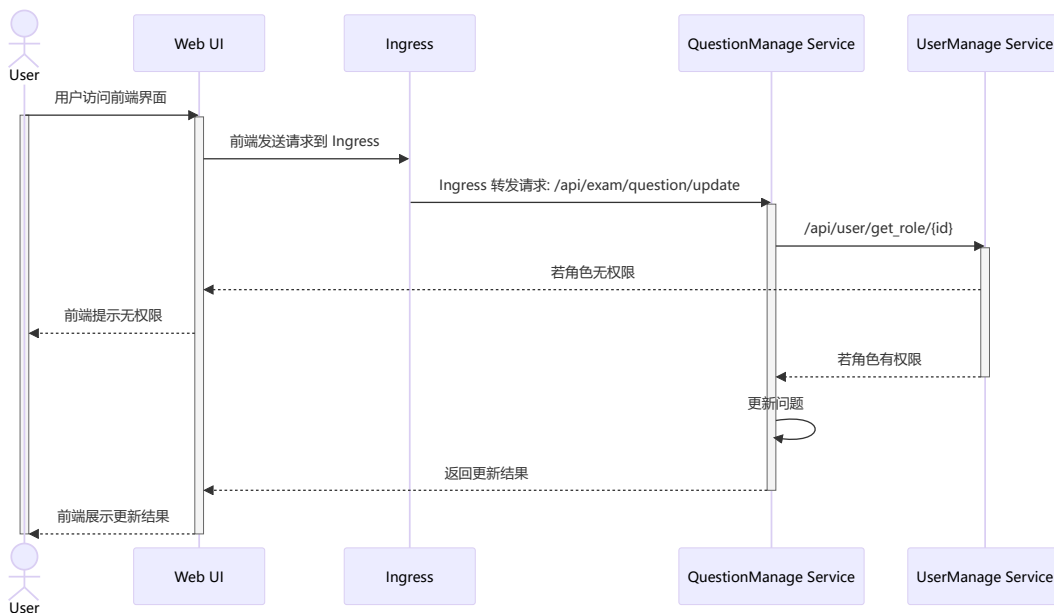 User
Web UI
Ingress
QuestionManage Service
UserManage Service
用户访问前端界面
前端发送请求到 Ingress
Ingress 转发请求: /api/exam/question/update
/api/user/get_role/{id}
若角色无权限
前端提示无权限
若角色有权限
更新问题
返回更新结果
前端展示更新结果
User
Web UI
Ingress
QuestionManage Service
UserManage Service